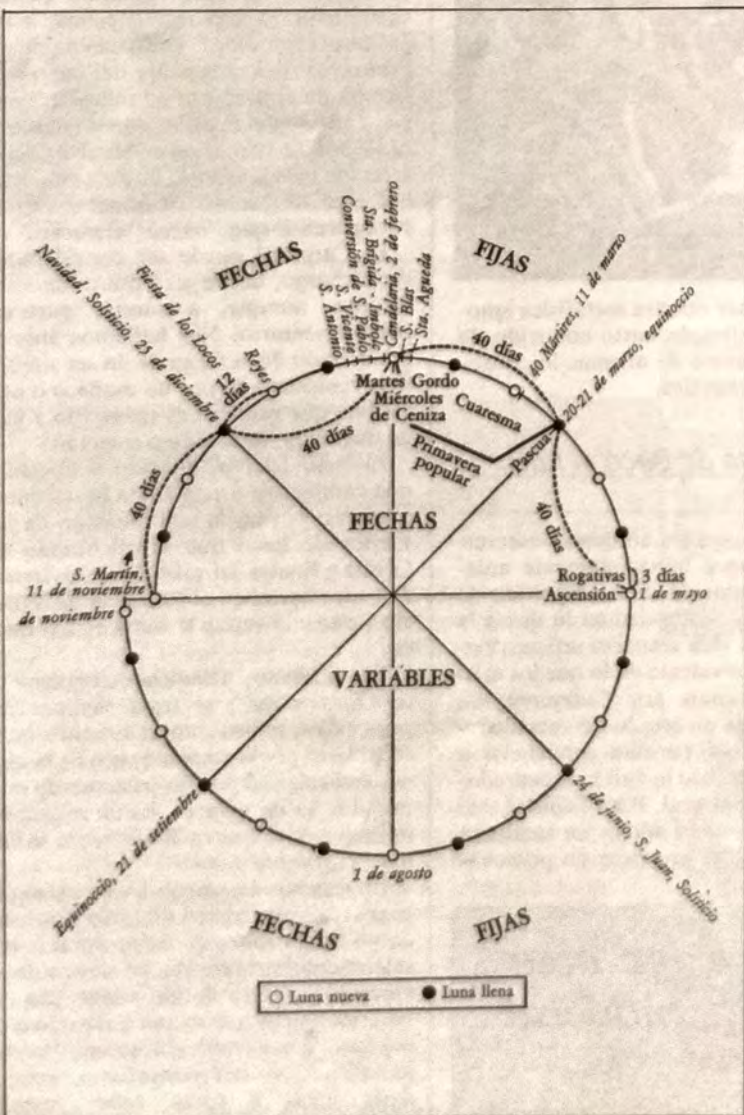 FECHAS
FIJAS
Navidad, Solsticio, 25 de diciembre
Fiesta de los Locos
Reyes
12
días
S. Antonio
S. Vicente
Conversión de S. Pablo
Sta. Brígida - Imbolc
Candelaria, 2 de febrero
S. Blas
Sta. Agueda
40 días
40 Mártires, 11 de marzo
20-21 de marzo, equinoccio
Martes Gordo
Miércoles
de Ceniza
Cuaresma
40 días
Primavera
popular
Pascua
40 días
40 días
FECHAS
S. Martín,
11 de noviembre
de noviembre
Rogativas
3 días
Ascensión
1 de mayo
VARIABLES
Equinoccio, 21 de setiembre
24 de junio, S. Juan, Solsticio
1 de agosto
FECHAS
FIJAS
Luna nueva
Luna llena